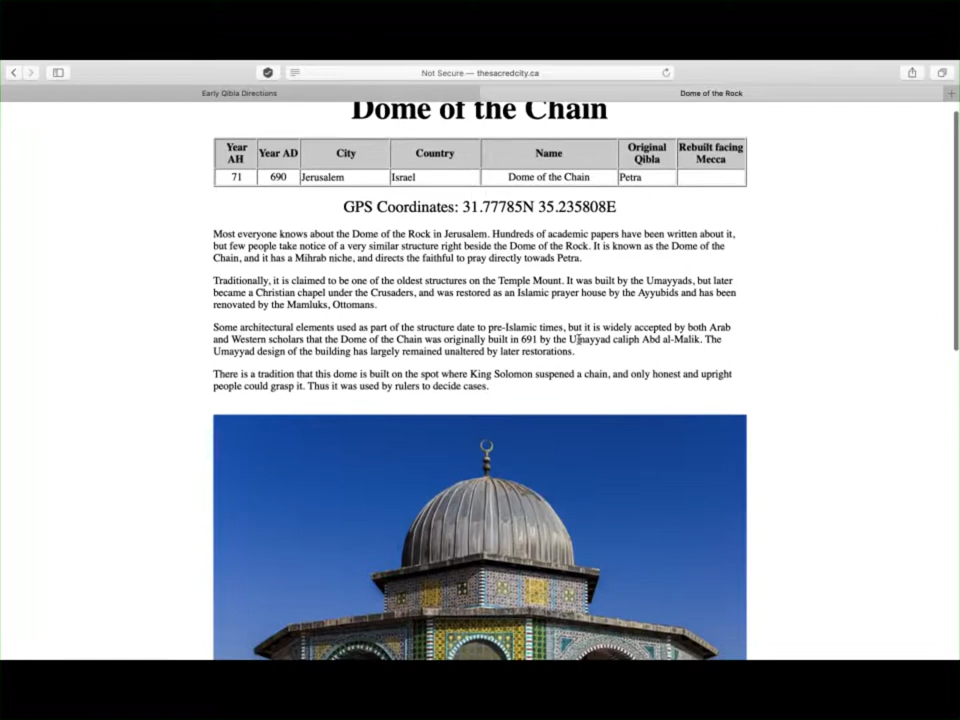 Not Secure — thesacredcity.ca
Early Qibla Directions
Dome of the Rock
Dome of the Chain
Year AH Year AD City Country Name Original Qibla Rebuilt facing Mecca
71 690 Jerusalem Israel Dome of the Chain Petra
GPS Coordinates: 31.77785N 35.235808E
Most everyone knows about the Dome of the Rock in Jerusalem. Hundreds of academic papers have been written about it,
but few people take notice of a very similar structure right beside the Dome of the Rock. It is known as the Dome of the
Chain, and it has a Mihrab niche, and directs the faithful to pray directly towads Petra.
Traditionally, it is claimed to be one of the oldest structures on the Temple Mount. It was built by the Umayyads, but later
became a Christian chapel under the Crusaders, and was restored as an Islamic prayer house by the Ayyubids and has been
renovated by the Mamluks, Ottomans.
Some architectural elements used as part of the structure date to pre-Islamic times, but it is widely accepted by both Arab
and Western scholars that the Dome of the Chain was originally built in 691 by the Umayyad caliph Abd al-Malik. The
Umayyad design of the building has largely remained unaltered by later restorations.
There is a tradition that this dome is built on the spot where King Solomon suspended a chain, and only honest and upright
people could grasp it. Thus it was used by rulers to decide cases.